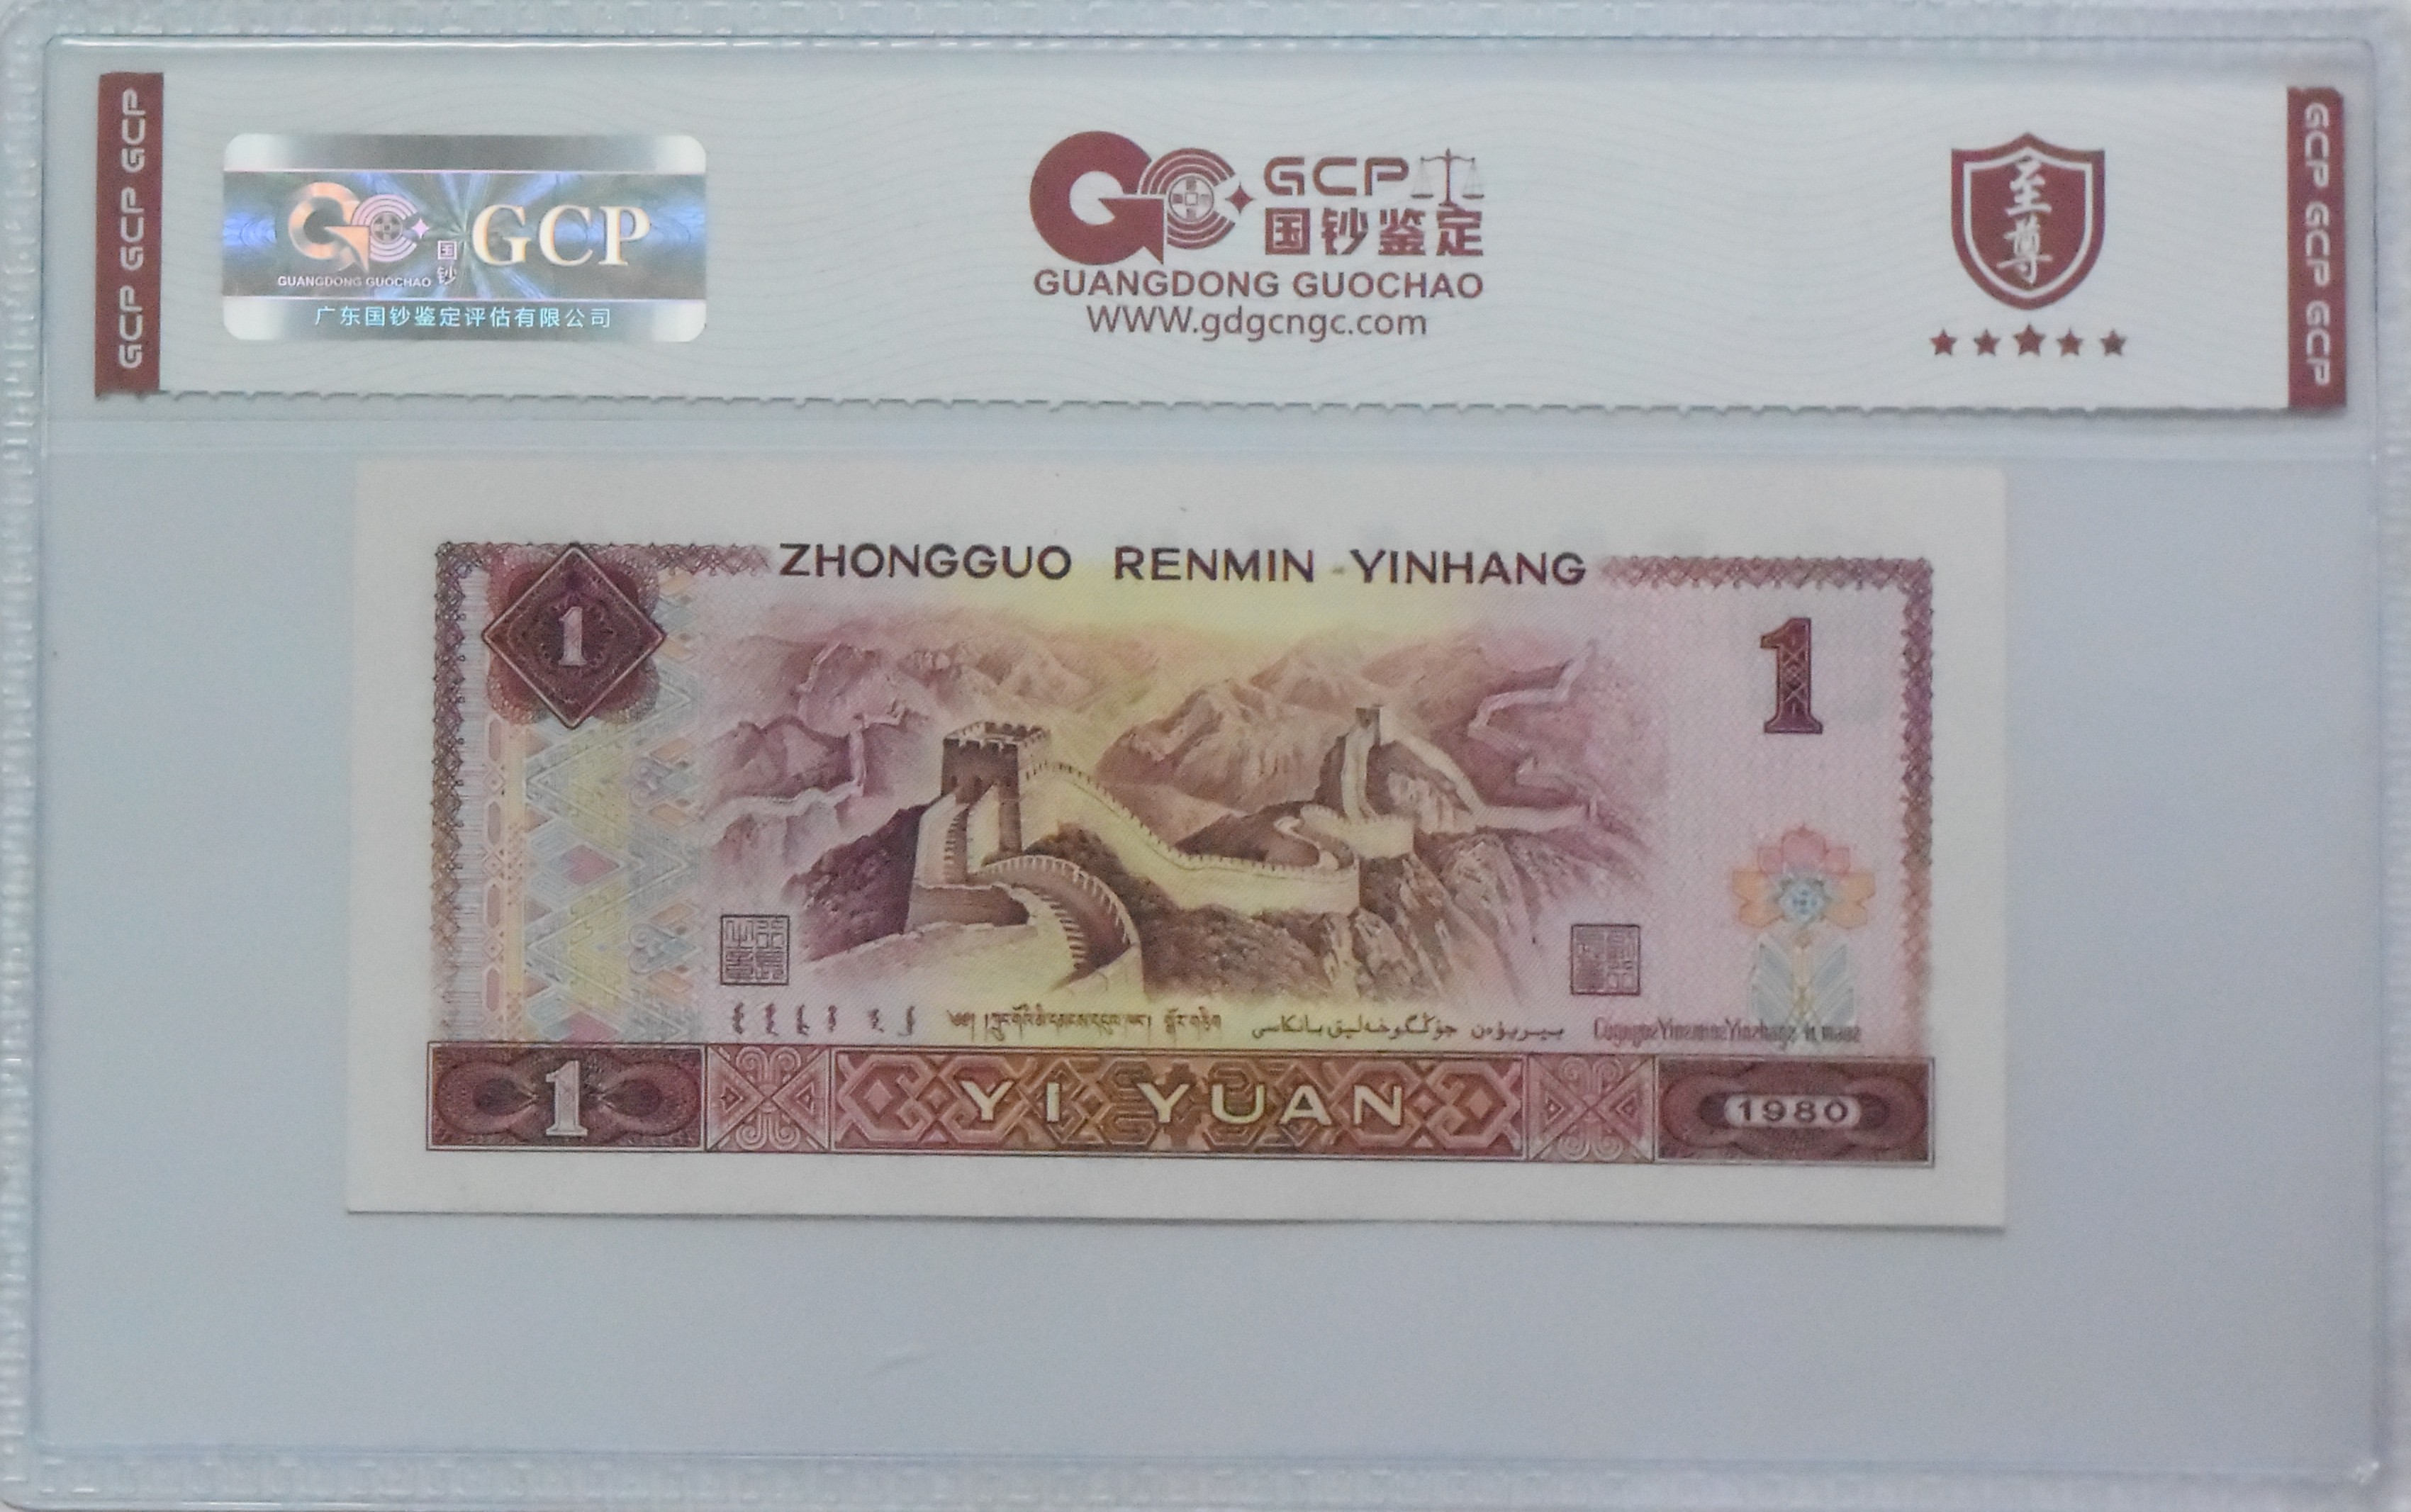 GCP GCP GCP
GCP
国钞
GUANGDONG GUOCHAO
广东国钞鉴定评估有限公司
GCP
国钞鉴定
GUANGDONG GUOCHAO
WWW.gdgcngc.com
至尊
GCP GCP GCP
ZHONGGUO RENMIN YINHANG
1
1
1
YI YUAN
1980